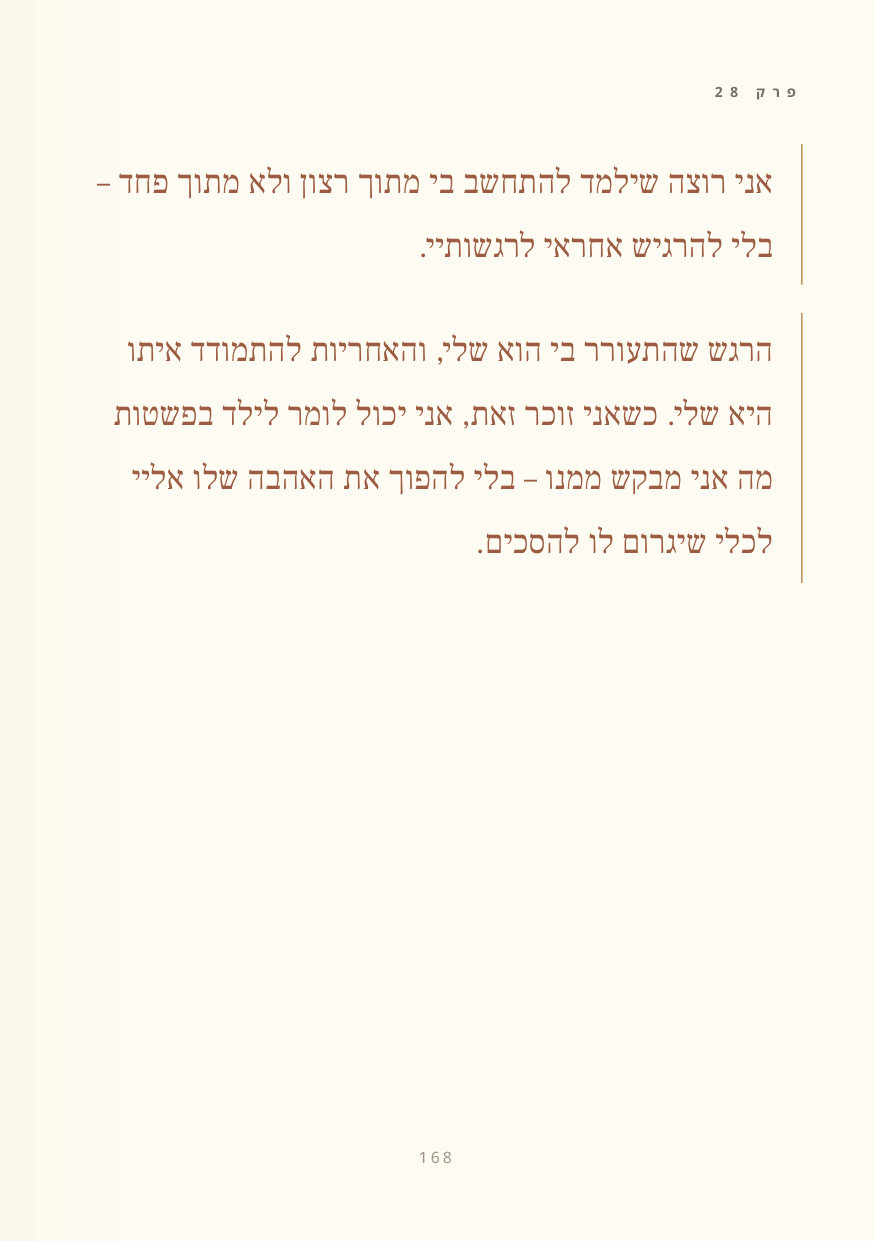 פרק 28
אני רוצה שילמד להתחשב בי מתוך רצון ולא מתוך פחד –
בלי להרגיש אחראי לרגשותיי.
הרגש שהתעורר בי הוא שלי, והאחריות להתמודד איתו
היא שלי. כשאני זוכר זאת, אני יכול לומר לילד בפשטות
מה אני מבקש ממנו – בלי להפוך את האהבה שלו אליי
לכלי שיגרום לו להסכים.
168